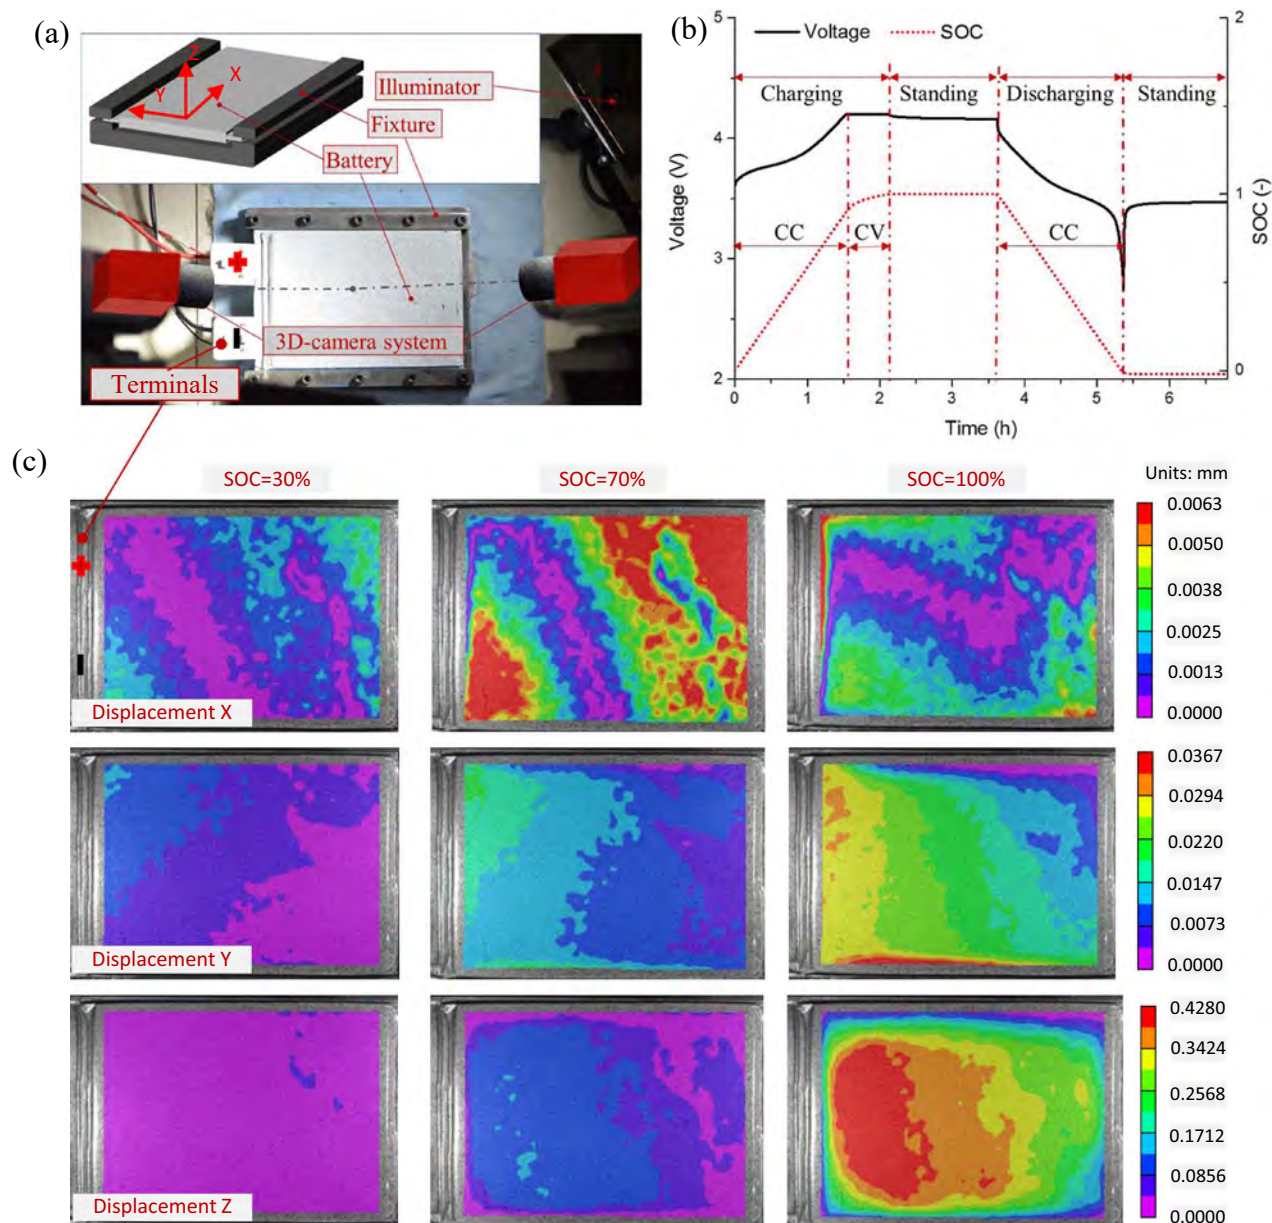 (a)
Z
X
Y
Illuminator
Fixture
Battery
3D-camera system
Terminals
(b)
Voltage
SOC
Charging
Standing
Discharging
Standing
CC
CV
CC
5
4
3
2
Voltage (V)
2
1
0
SOC (-)
0
1
2
3
4
5
6
Time (h)
(c)
SOC=30%
SOC=70%
SOC=100%
Units: mm
Displacement X
0.0063
0.0050
0.0038
0.0025
0.0013
0.0000
Displacement Y
0.0367
0.0294
0.0220
0.0147
0.0073
0.0000
Displacement Z
0.4280
0.3424
0.2568
0.1712
0.0856
0.0000